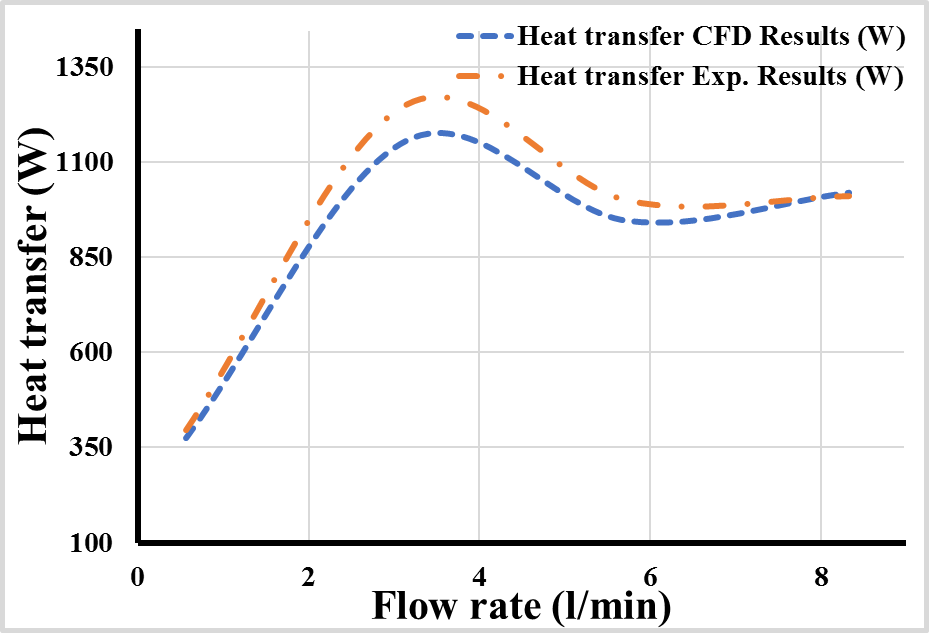 Heat transfer CFD Results (W)
Heat transfer Exp. Results (W)
Heat transfer (W)
1350
1100
850
600
350
100
0 2 4 6 8
Flow rate (l/min)